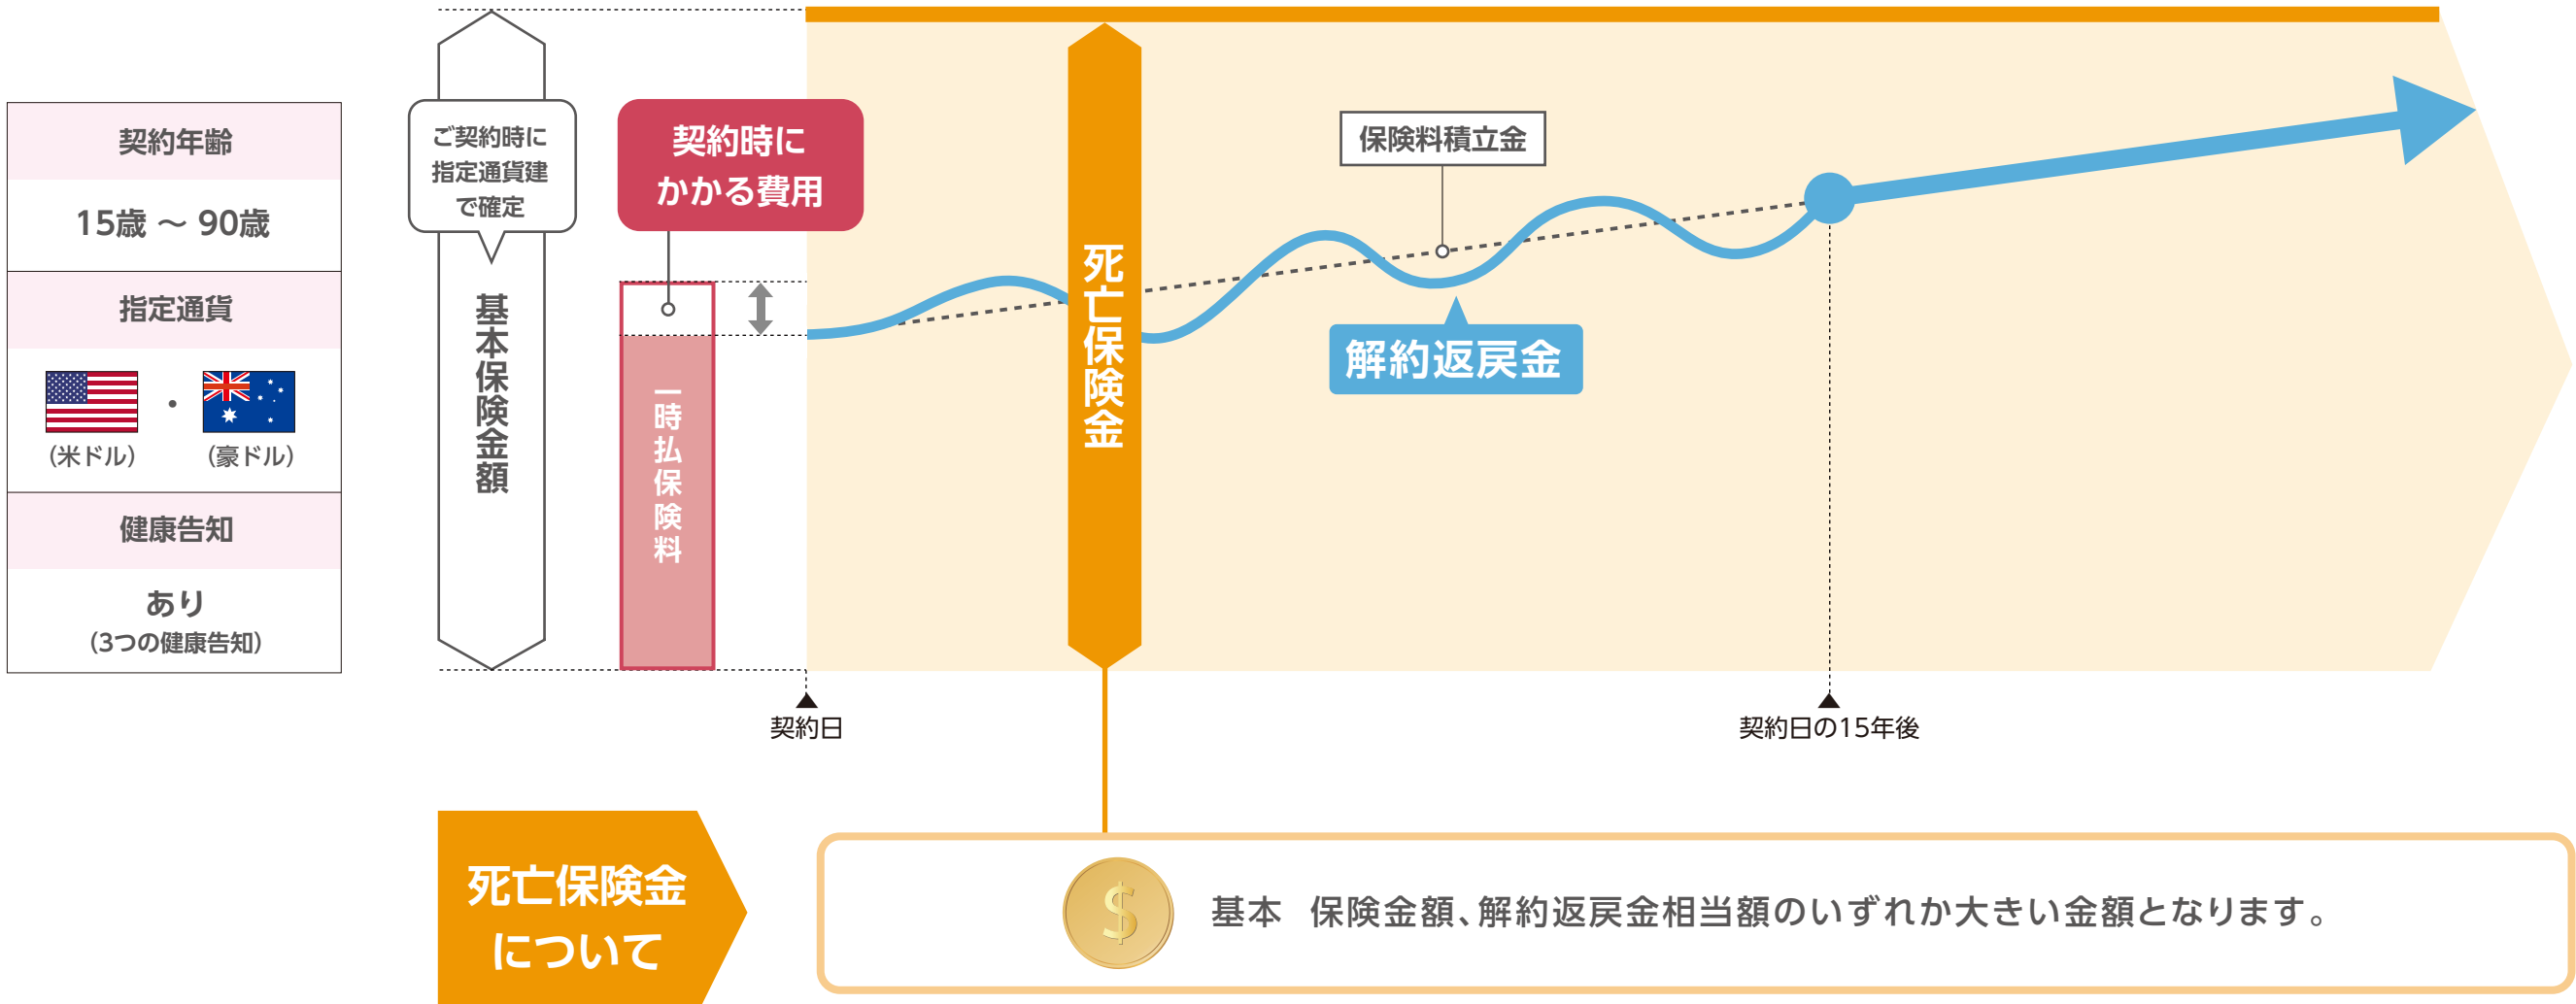 契約年齢
15歳 ～ 90歳
指定通貨
・
（米ドル）
（豪ドル）
健康告知
あり
（3つの健康告知）
ご契約時に
指定通貨建
で確定
基本保険金額
契約時に
かかる費用
一時払保険料
死亡保険金
保険料積立金
解約返戻金
契約日
契約日の15年後
死亡保険金
について
$
基本　保険金額、解約返戻金相当額のいずれか大きい金額となります。